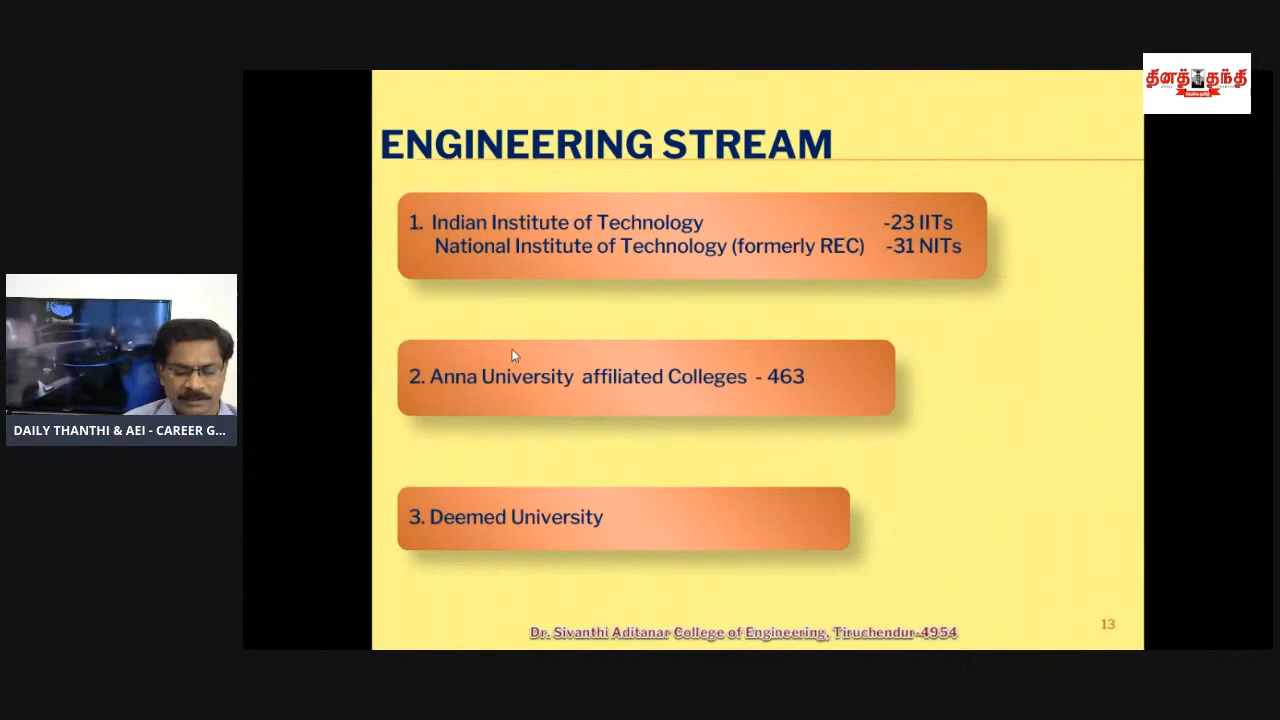 தினத்தந்தி
ENGINEERING STREAM
1. Indian Institute of Technology -23 IITs
National Institute of Technology (formerly REC) -31 NITs
2. Anna University affiliated Colleges - 463
3. Deemed University
DAILY THANTHI & AEI - CAREER G...
Dr. Sivanthi Aditanar College of Engineering, Tiruchendur-4954
13